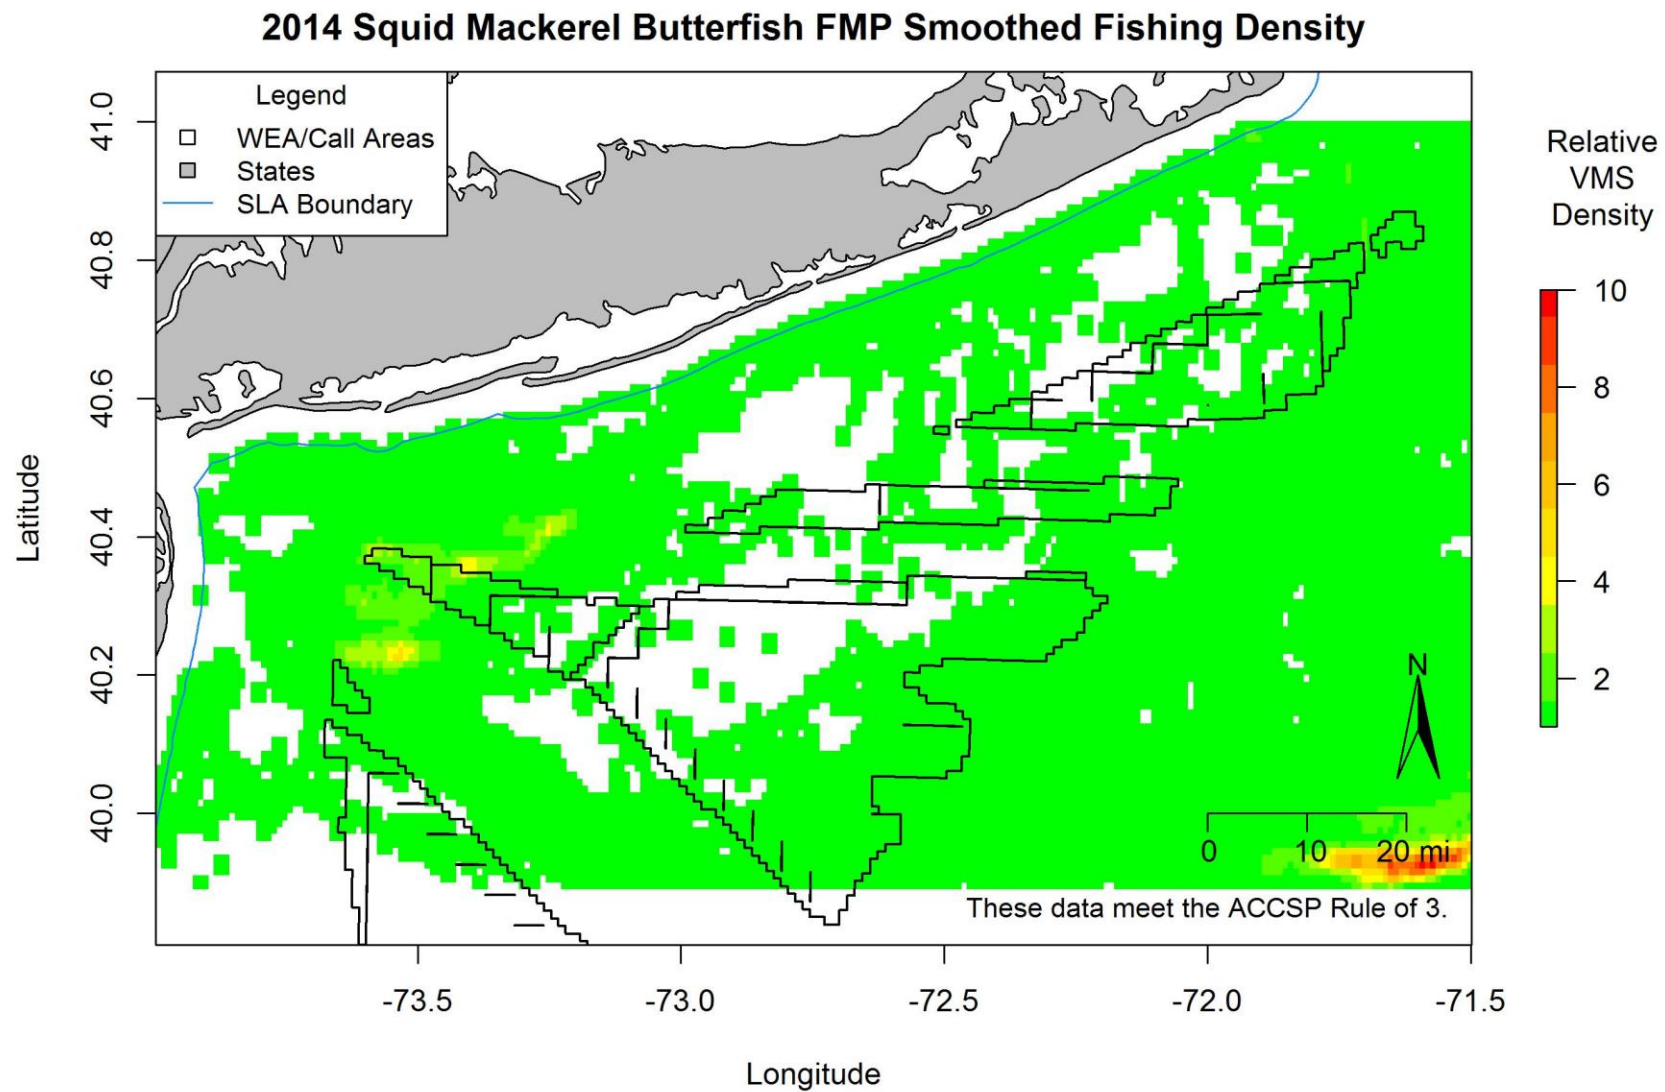 2014 Squid Mackerel Butterfish FMP Smoothed Fishing Density
Legend
WEA/Call Areas
States
SLA Boundary
Relative
VMS
Density
10
8
6
4
2
Latitude
41.0
40.8
40.6
40.4
40.2
40.0
N
0 10 20 mi
These data meet the ACCSP Rule of 3.
-73.5 -73.0 -72.5 -72.0 -71.5
Longitude